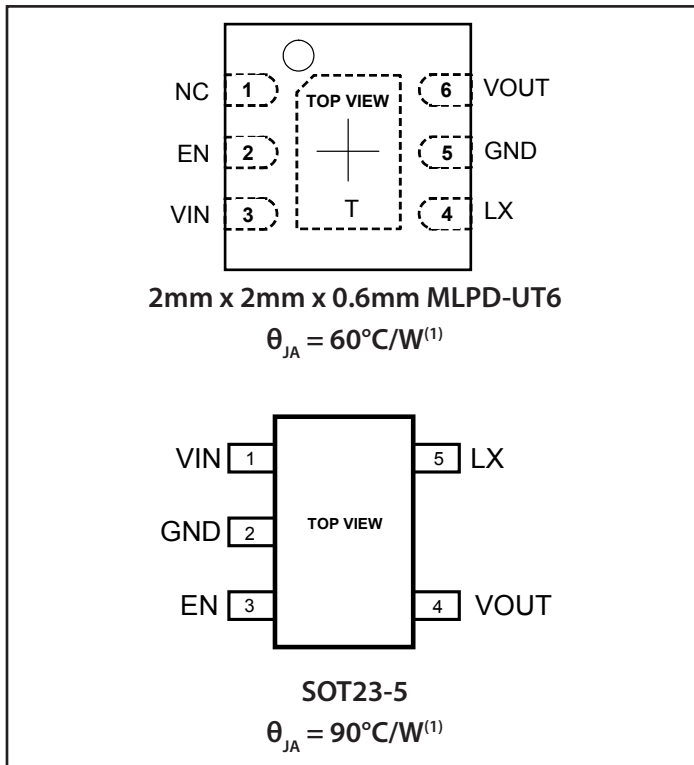 NC 1 TOP VIEW 6 VOUT
EN 2 5 GND
VIN 3 T 4 LX
2mm x 2mm x 0.6mm MLPD-UT6
θJA = 60°C/W(1)
VIN 1 5 LX
GND 2 TOP VIEW
EN 3 4 VOUT
SOT23-5
θJA = 90°C/W(1)